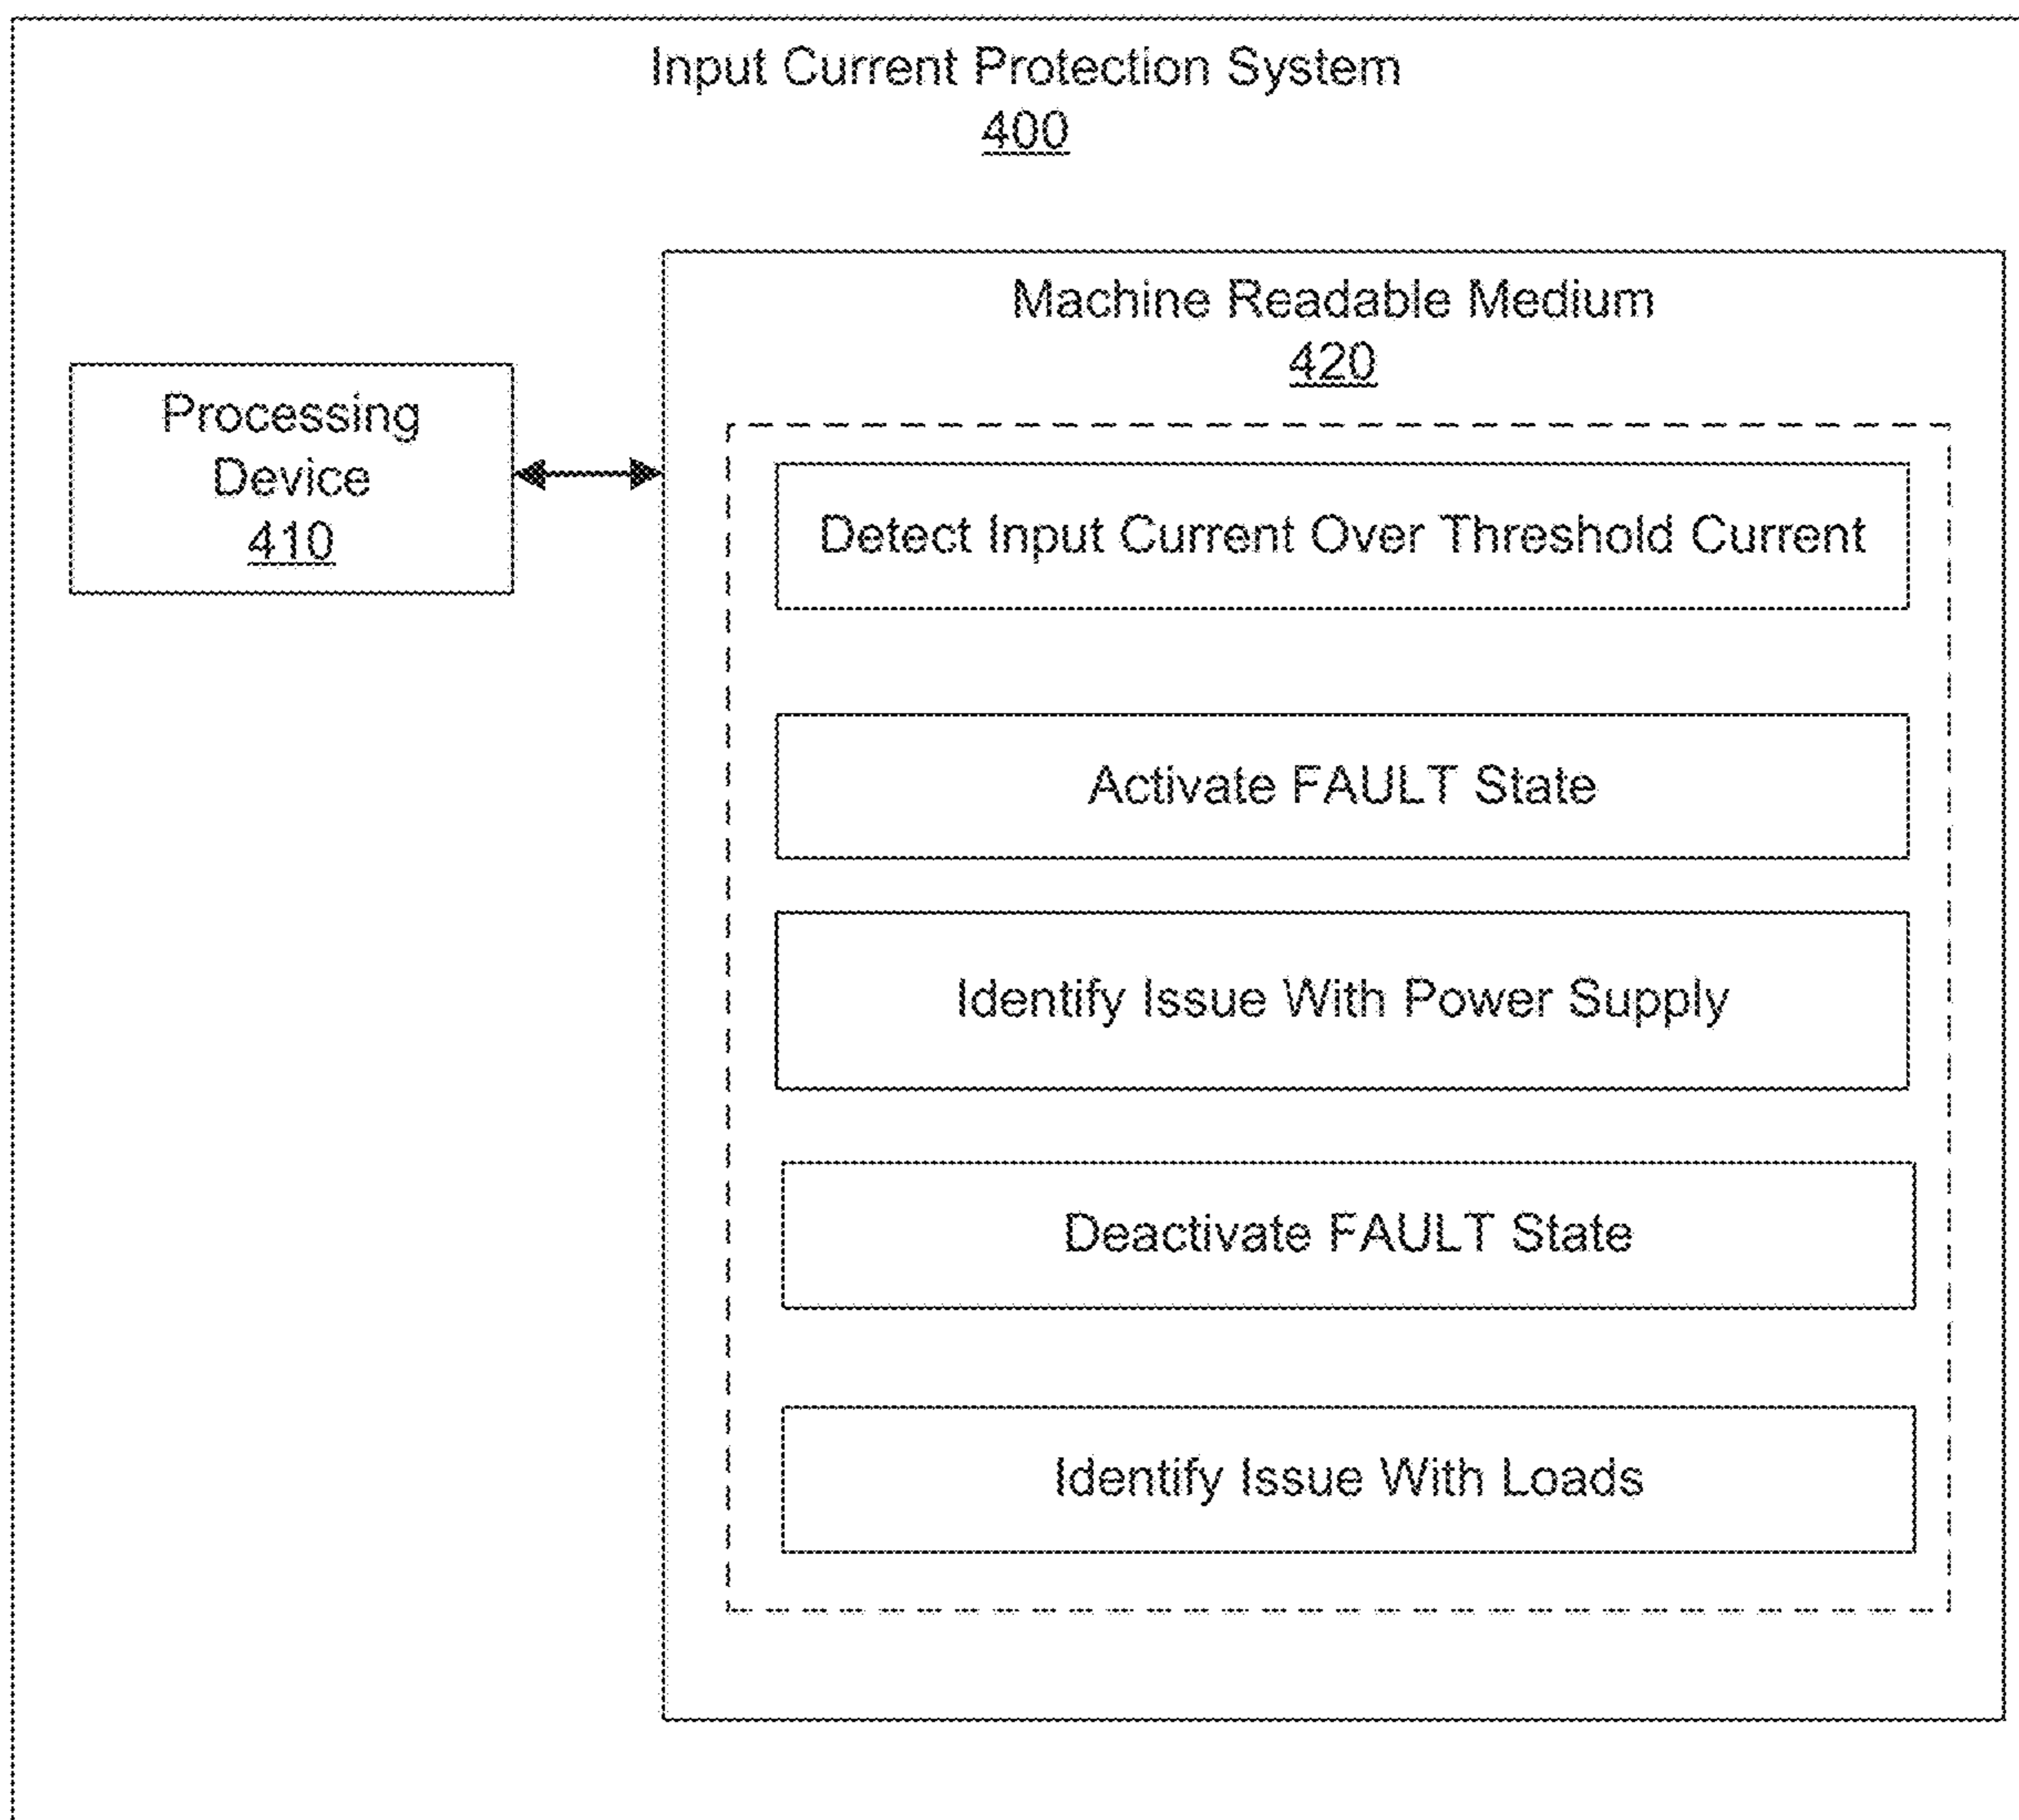 Input Current Protection System
400
Machine Readable Medium
420
Processing
Device
410
Detect Input Current Over Threshold Current
Activate FAULT State
Identify Issue With Power Supply
Deactivate FAULT State
Identify Issue With Loads